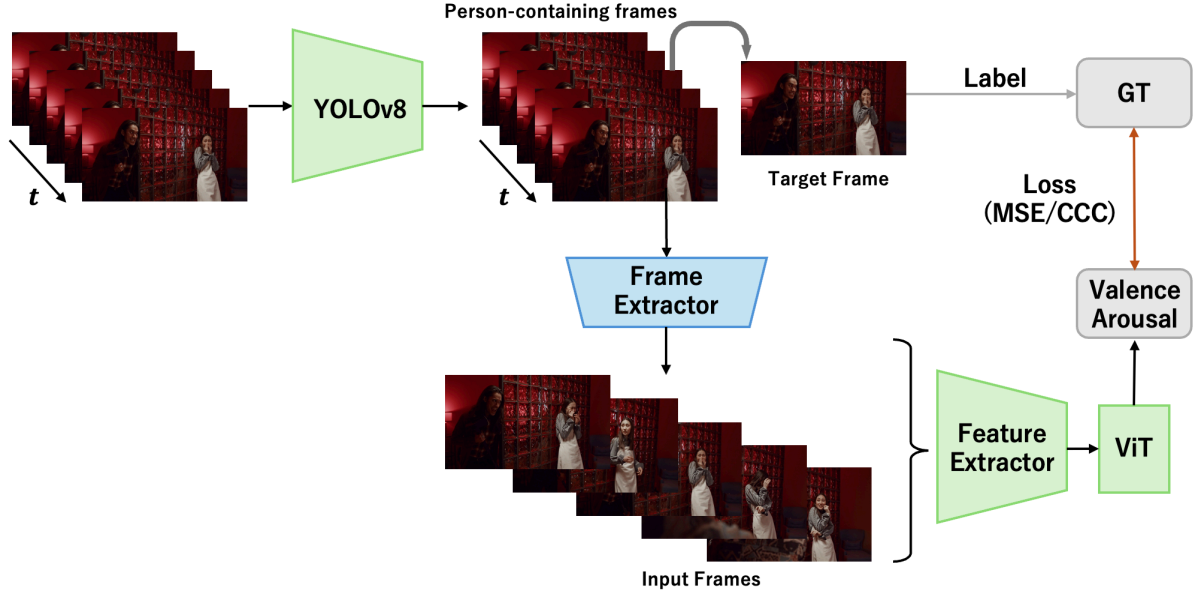 Person-containing frames
YOLOv8
t
t
Target Frame
Label
GT
Loss
(MSE/CCC)
Frame
Extractor
Valence
Arousal
Feature
Extractor
ViT
Input Frames